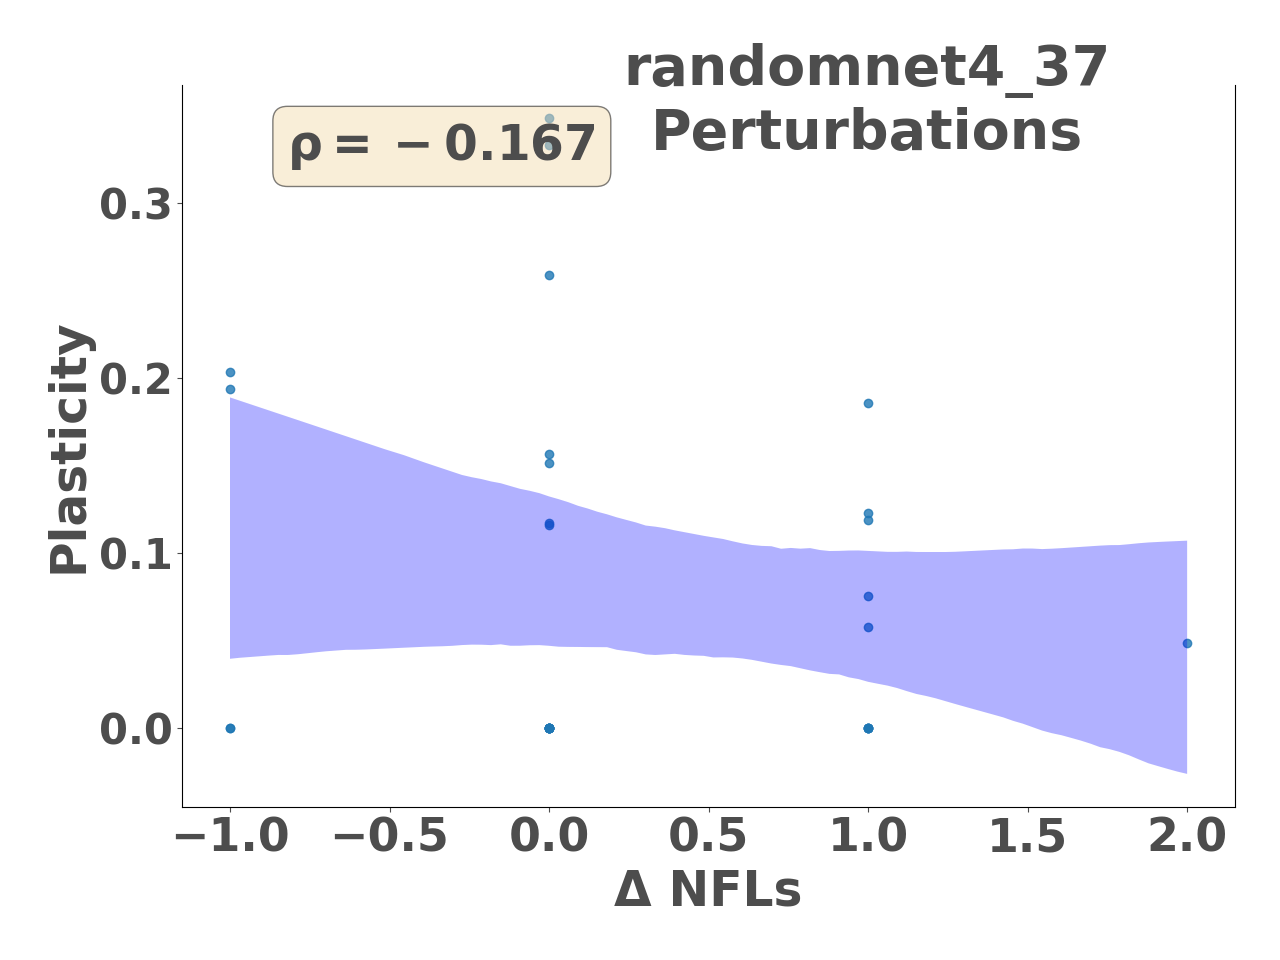 randomnet4_37
Perturbations
ρ = − 0.167
Plasticity
0.3
0.2
0.1
0.0
−1.0 −0.5 0.0 0.5 1.0 1.5 2.0
Δ NFLs